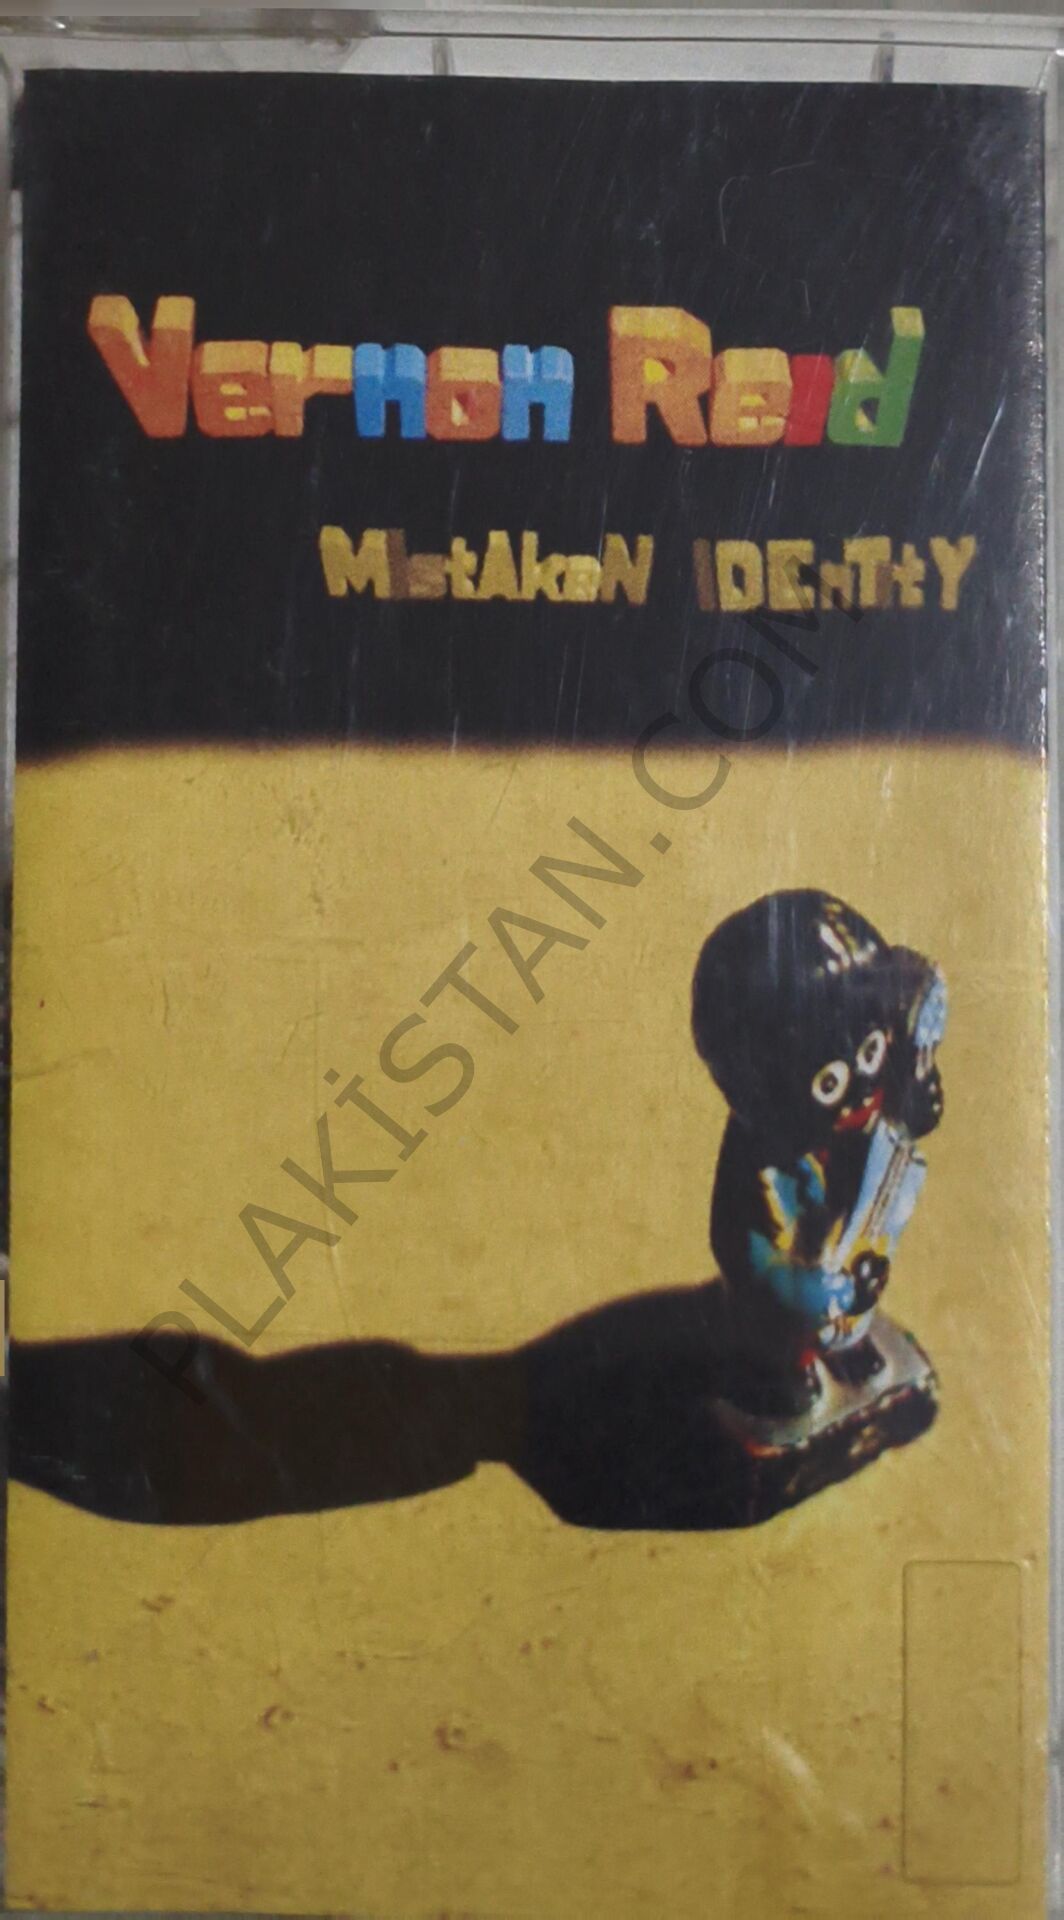 Vernon Reid
MIstAkeN IDEnTitY
PLAKİSTAN.COM